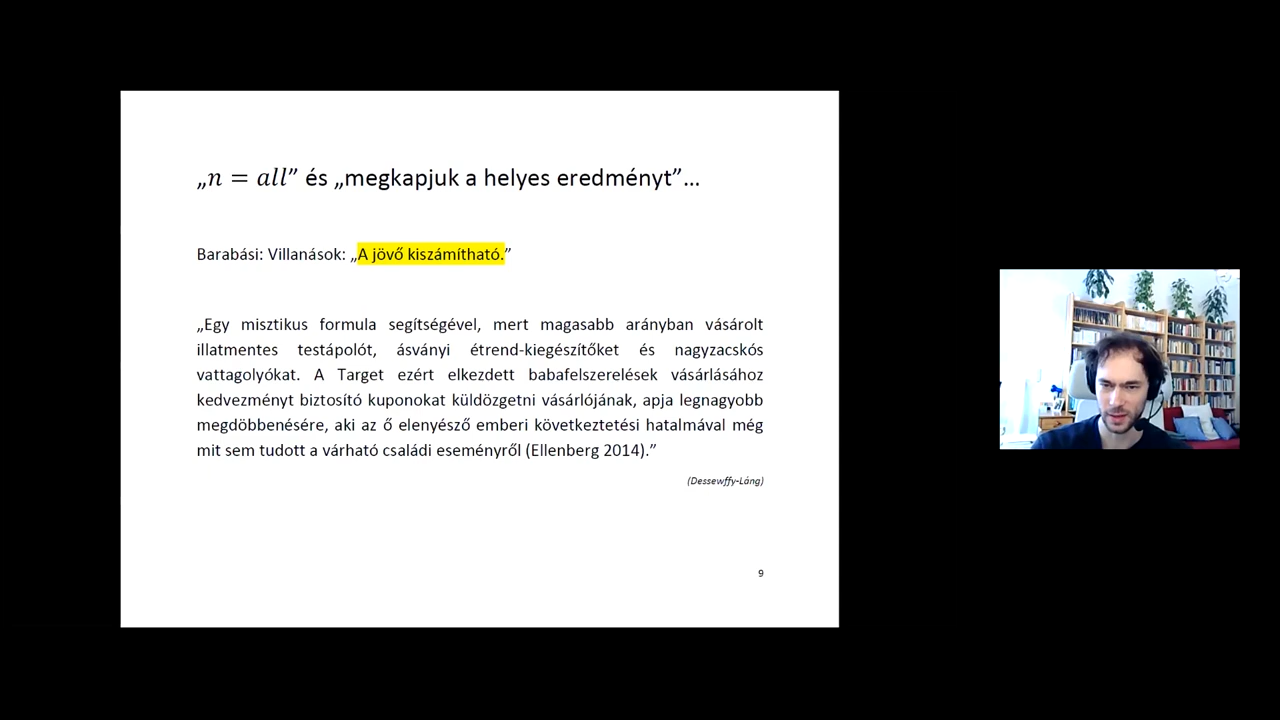 „n = all” és „megkapjuk a helyes eredményt”...
Barabási: Villanások: „A jövő kiszámítható.”
„Egy misztikus formula segítségével, mert magasabb arányban vásárolt
illatmentes testápolót, ásványi étrend-kiegészítőket és nagyzacskós
vattagolyókat. A Target ezért elkezdett babafelszerelések vásárlásához
kedvezményt biztosító kuponokat küldözgetni vásárlójának, apja legnagyobb
megdöbbenésére, aki az ő elenyésző emberi következtetési hatalmával még
mit sem tudott a várható családi eseményről (Ellenberg 2014).”
(Dessewffy-Láng)
9